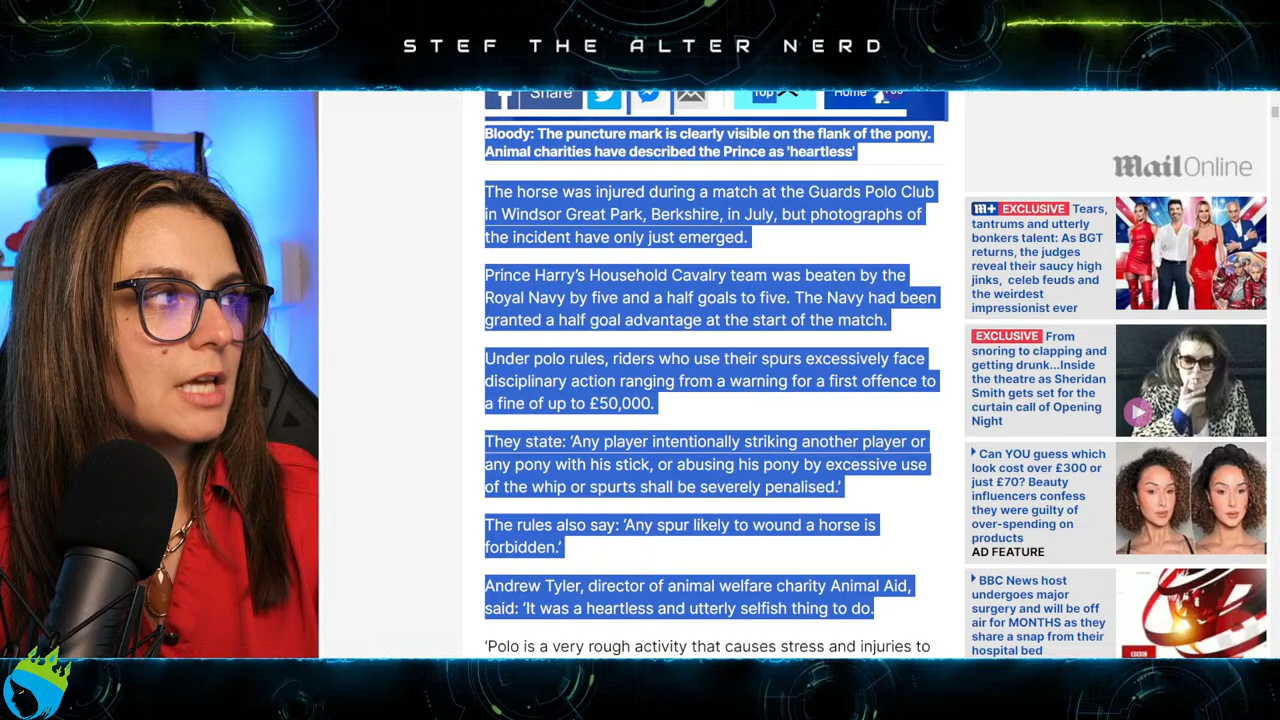 STEF THE ALTER NERD
Share
Top
Home
Bloody: The puncture mark is clearly visible on the flank of the pony.
Animal charities have described the Prince as 'heartless'
The horse was injured during a match at the Guards Polo Club
in Windsor Great Park, Berkshire, in July, but photographs of
the incident have only just emerged.
Prince Harry's Household Cavalry team was beaten by the
Royal Navy by five and a half goals to five. The Navy had been
granted a half goal advantage at the start of the match.
Under polo rules, riders who use their spurs excessively face
disciplinary action ranging from a warning for a first offence to
a fine of up to £50,000.
They state: 'Any player intentionally striking another player or
any pony with his stick, or abusing his pony by excessive use
of the whip or spurts shall be severely penalised.'
The rules also say: 'Any spur likely to wound a horse is
forbidden.'
Andrew Tyler, director of animal welfare charity Animal Aid,
said: 'It was a heartless and utterly selfish thing to do.
'Polo is a very rough activity that causes stress and injuries to
Mail Online
m+ EXCLUSIVE Tears,
tantrums and utterly
bonkers talent: As BGT
returns, the judges
reveal their saucy high
jinks, celeb feuds and
the weirdest
impressionist ever
EXCLUSIVE From
snoring to clapping and
getting drunk...Inside
the theatre as Sheridan
Smith gets set for the
curtain call of Opening
Night
Can YOU guess which
look cost over £300 or
just £70? Beauty
influencers confess
they were guilty of
over-spending on
products
AD FEATURE
BBC News host
undergoes major
surgery and will be off
air for MONTHS as they
share a snap from their
hospital bed
BBC